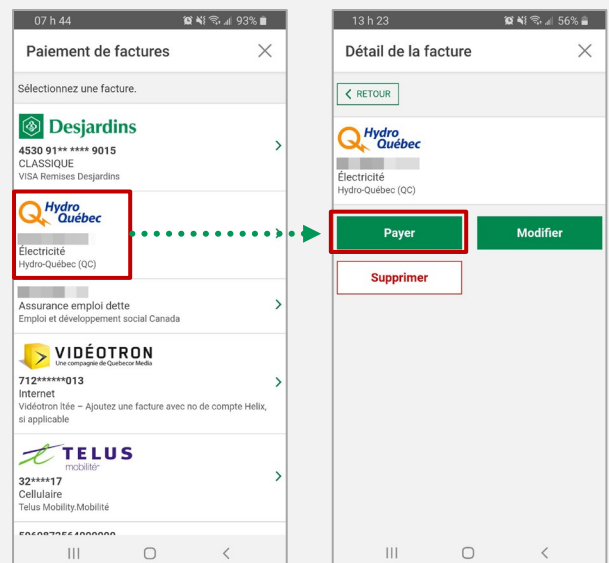 07 h 44 93%
Paiement de factures
Sélectionnez une facture.
Desjardins
4530 91** **** 9015
CLASSIQUE
VISA Remises Desjardins
Hydro
Québec
Électricité
Hydro-Québec (QC)
Assurance emploi dette
Emploi et développement social Canada
VIDÉOTRON
Une compagnie de Quebecor Media
712******013
Internet
Vidéotron ltée – Ajoutez une facture avec no de compte Helix,
si applicable
TELUS
mobilité
32****17
Cellulaire
Telus Mobility.Mobilité
13 h 23 56%
Détail de la facture
RETOUR
Hydro
Québec
Électricité
Hydro-Québec (QC)
Payer Modifier
Supprimer